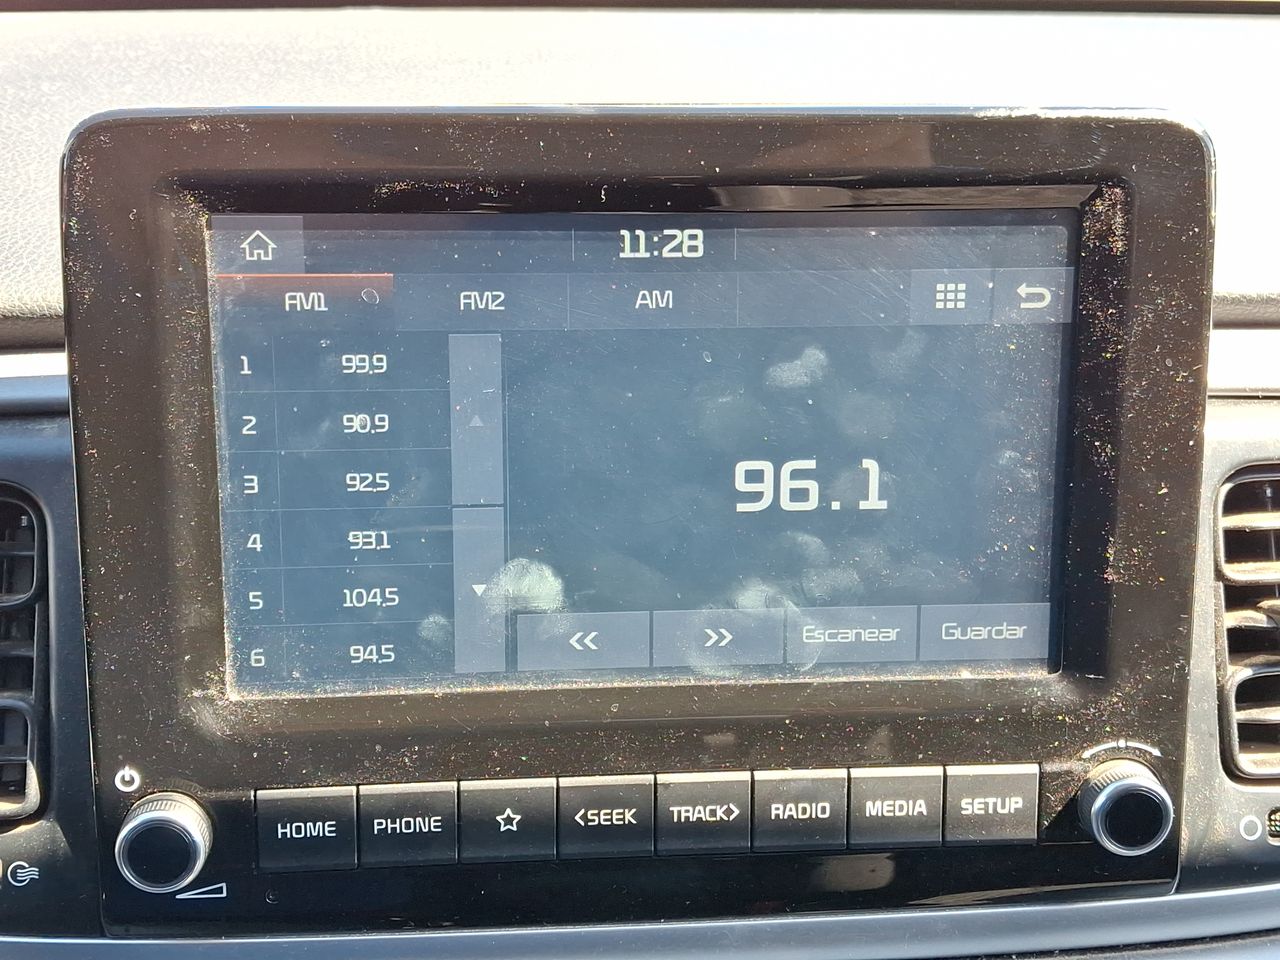 11:28
FM1 FM2 AM
1 99.9
2 90.9
3 92.5
4 93.1
5 104.5
6 94.5
96.1
<< >> Escanear Guardar
HOME PHONE <SEEK TRACK> RADIO MEDIA SETUP